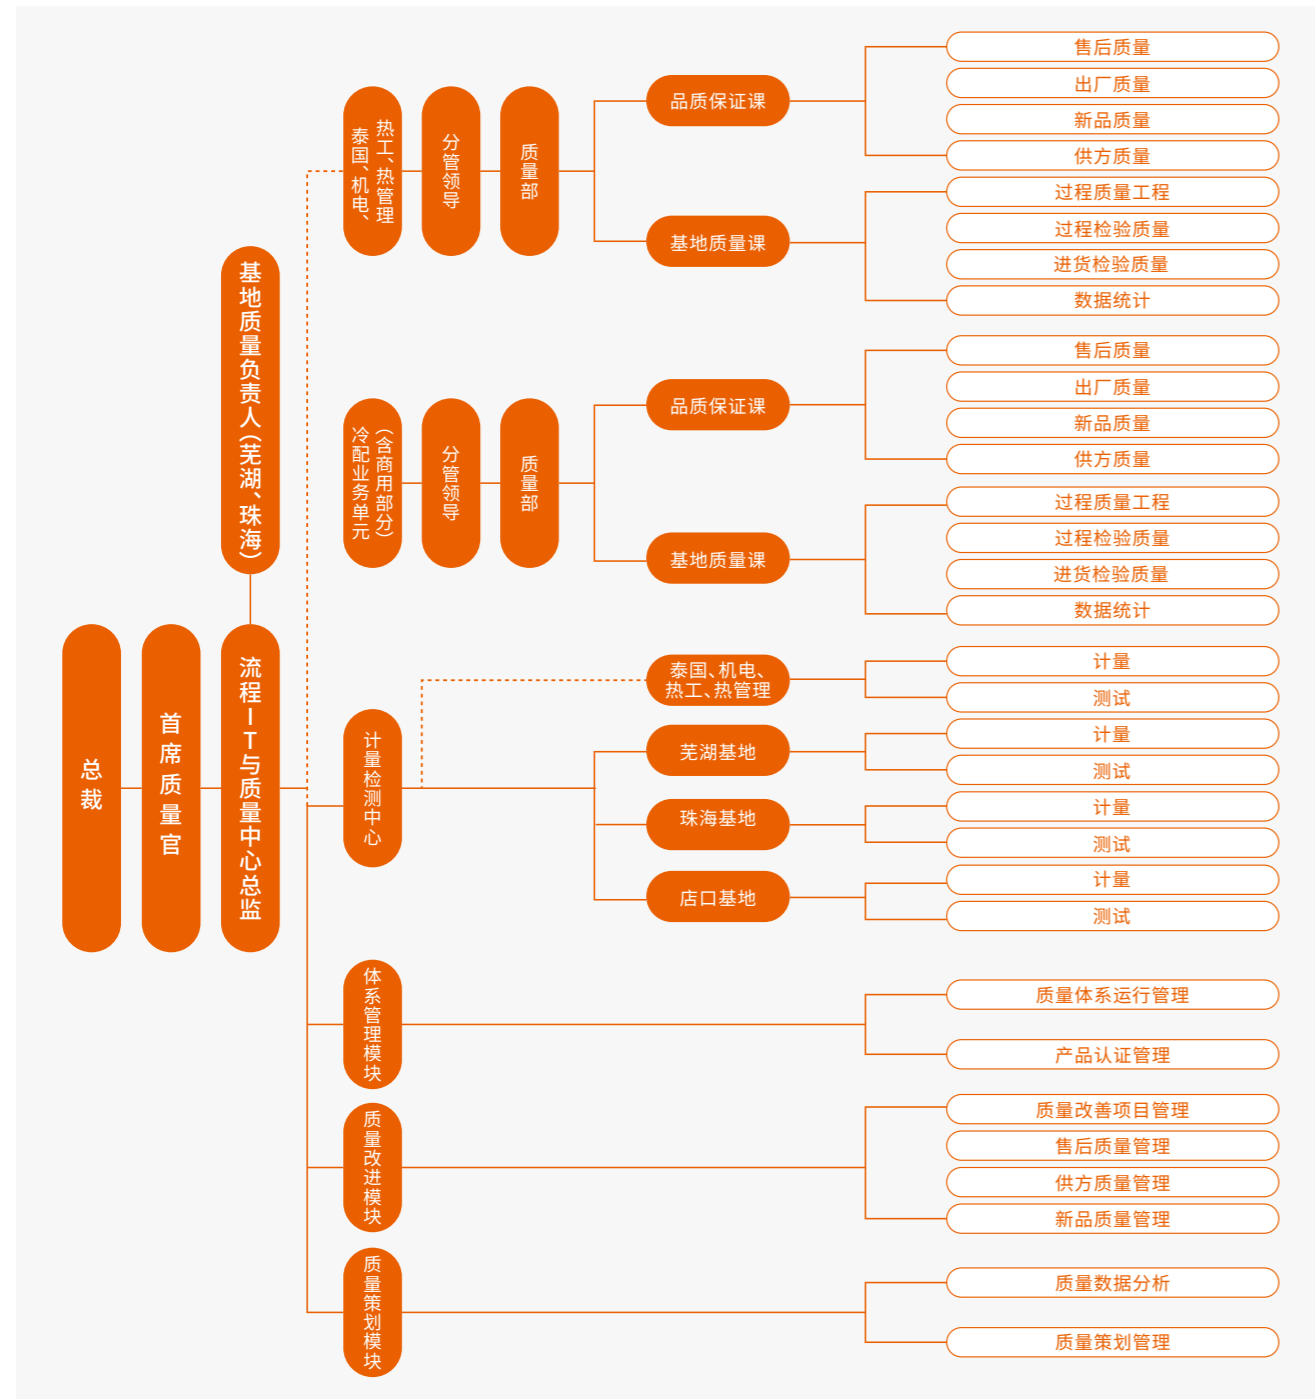 总裁
首席质量官
流程IT与质量中心总监
基地质量负责人（芜湖、珠海）
热工、热管理
泰国、机电、
分管领导
质量部
品质保证课
售后质量
出厂质量
新品质量
供方质量
基地质量课
过程质量工程
过程检验质量
进货检验质量
数据统计
冷配业务单元
（含商用部分）
分管领导
质量部
品质保证课
售后质量
出厂质量
新品质量
供方质量
基地质量课
过程质量工程
过程检验质量
进货检验质量
数据统计
计量检测中心
泰国、机电、
热工、热管理
计量
测试
芜湖基地
计量
测试
珠海基地
计量
测试
店口基地
计量
测试
体系管理模块
质量体系运行管理
产品认证管理
质量改进模块
质量改善项目管理
售后质量管理
供方质量管理
新品质量管理
质量策划模块
质量数据分析
质量策划管理